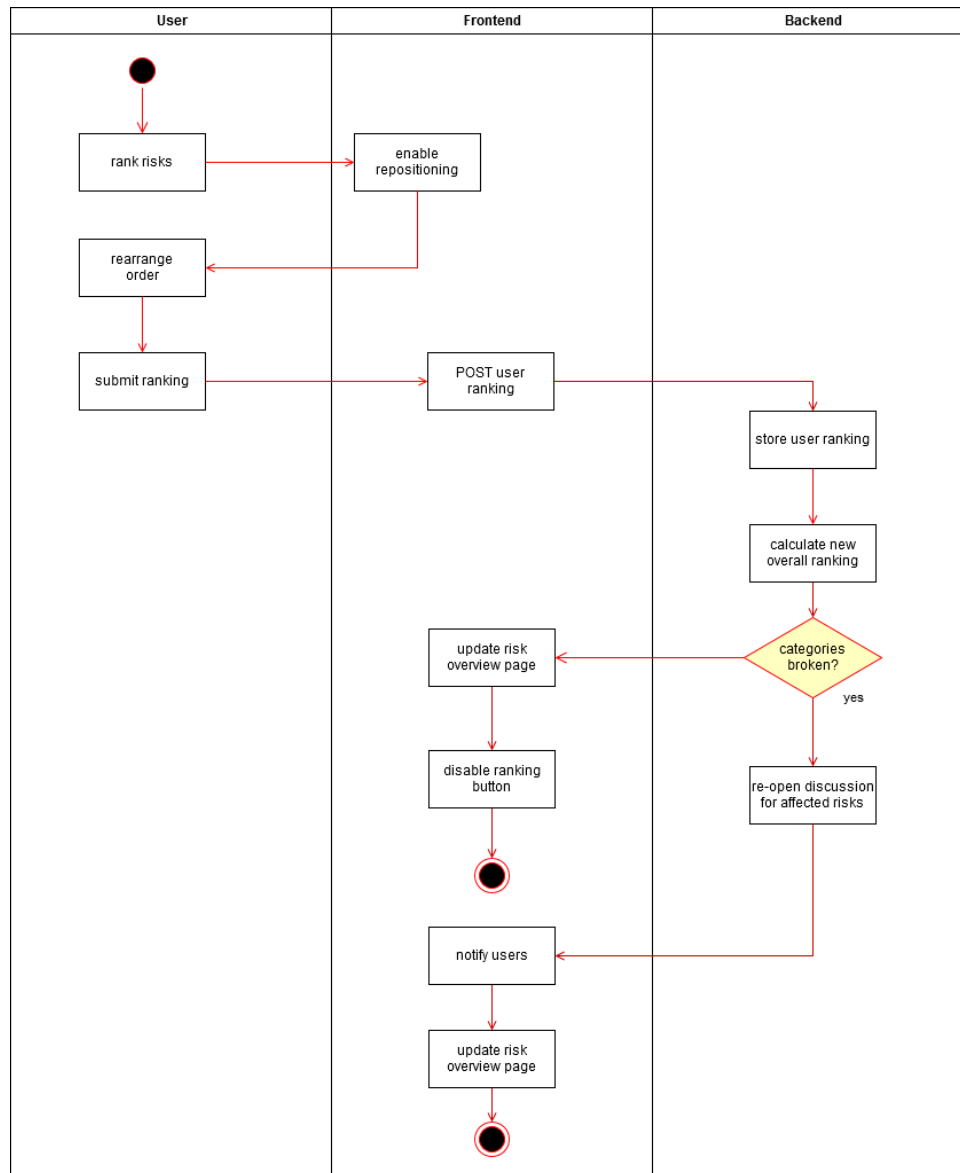 User
Frontend
Backend
rank risks
enable
repositioning
rearrange
order
submit ranking
POST user
ranking
store user ranking
calculate new
overall ranking
categories
broken?
yes
update risk
overview page
disable ranking
button
re-open discussion
for affected risks
notify users
update risk
overview page